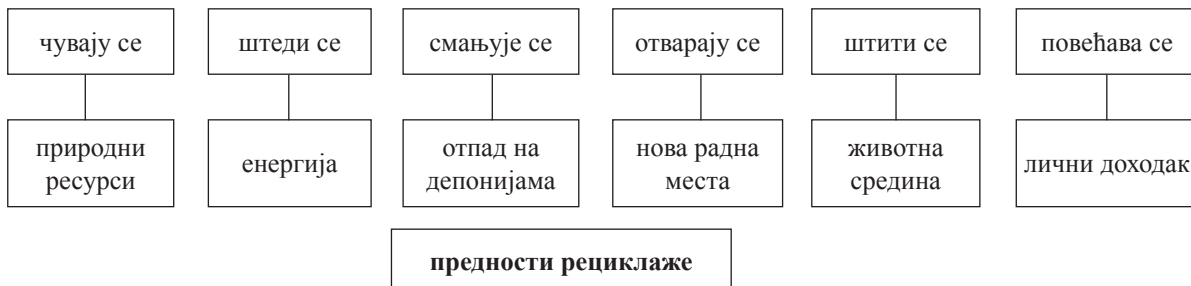 чувају се
штеди се
смањује се
отварају се
штити се
повећава се
природни
ресурси
енергија
отпад на
депонијама
нова радна
места
животна
средина
лични доходак
предности рециклаже